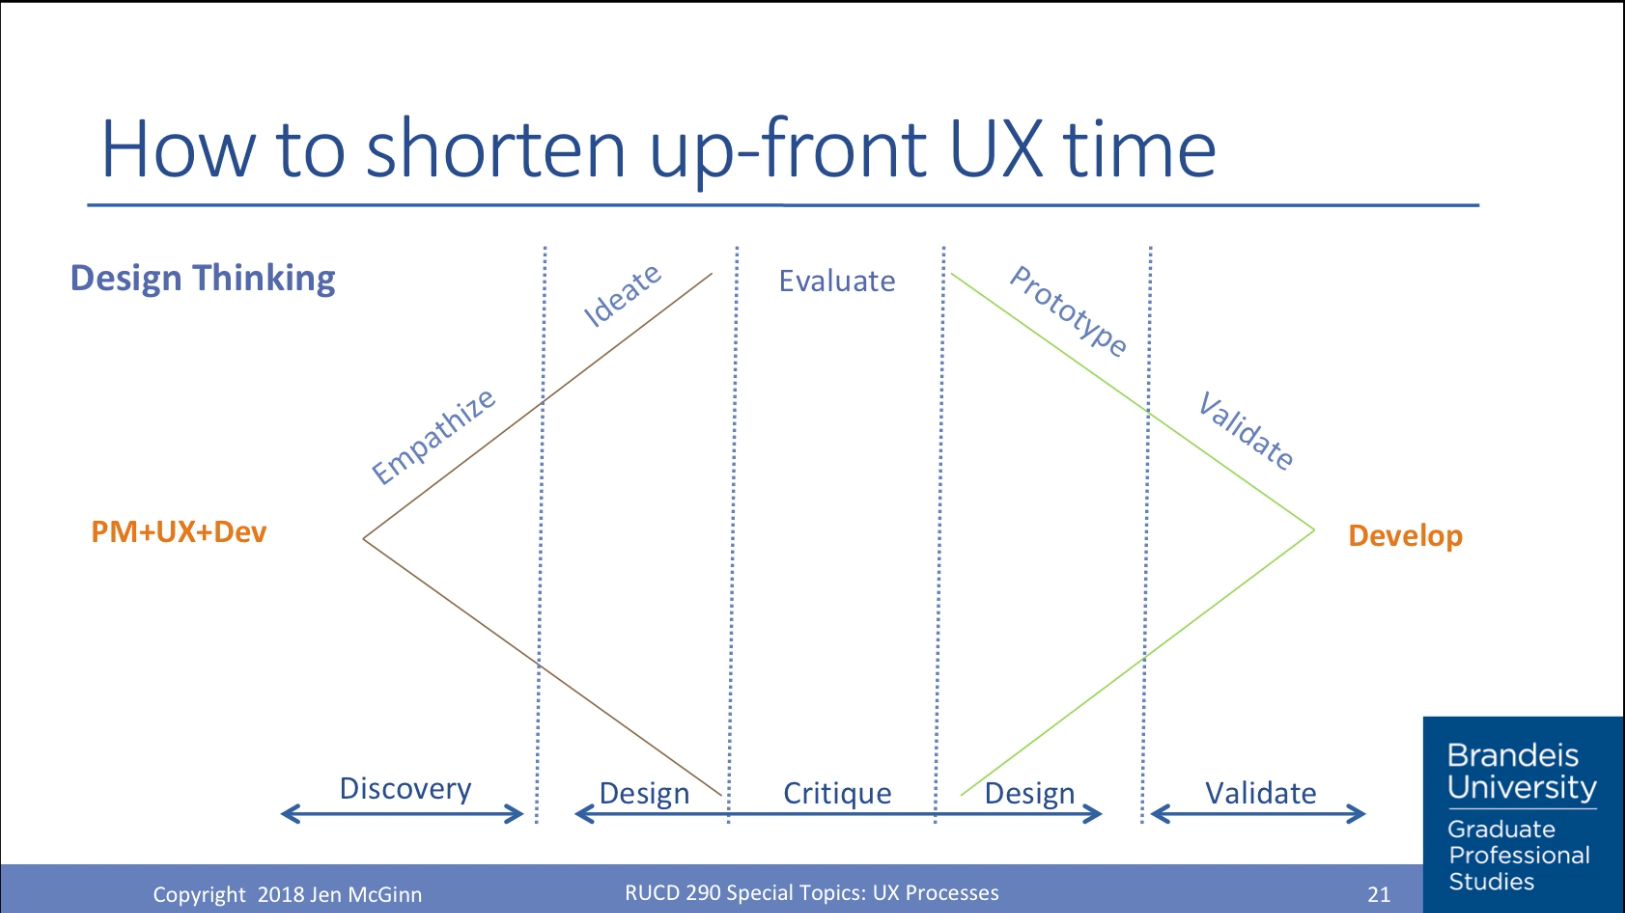 How to shorten up-front UX time
Design Thinking
Empathize
Ideate
Evaluate
Prototype
Validate
PM+UX+Dev
Develop
Discovery
Design
Critique
Design
Validate
Brandeis
University
Graduate
Professional
Studies
Copyright  2018 Jen McGinn
RUCD 290 Special Topics: UX Processes
21